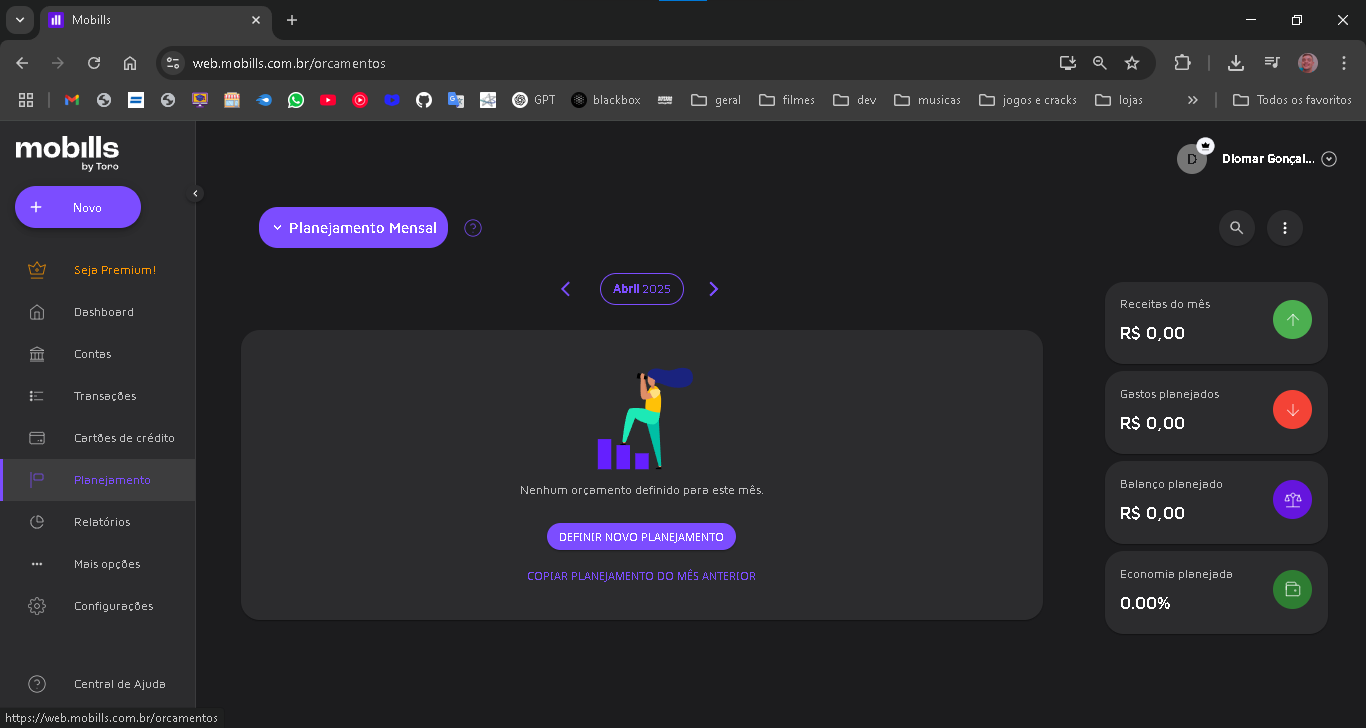 Mobills
web.mobills.com.br/orcamentos
GPT
blackbox
geral
filmes
dev
musicas
jogos e cracks
lojas
Todos os favoritos
mobills
by Toro
D
Diomar Gonçal...
+ Novo
Planejamento Mensal
?
Seja Premium!
Dashboard
Contas
Transações
Cartões de crédito
Planejamento
Relatórios
Mais opções
Configurações
Central de Ajuda
Abril 2025
Nenhum orçamento definido para este mês.
DEFINIR NOVO PLANEJAMENTO
COPIAR PLANEJAMENTO DO MÊS ANTERIOR
Receitas do mês
R$ 0,00
Gastos planejados
R$ 0,00
Balanço planejado
R$ 0,00
Economia planejada
0.00%
https://web.mobills.com.br/orcamentos